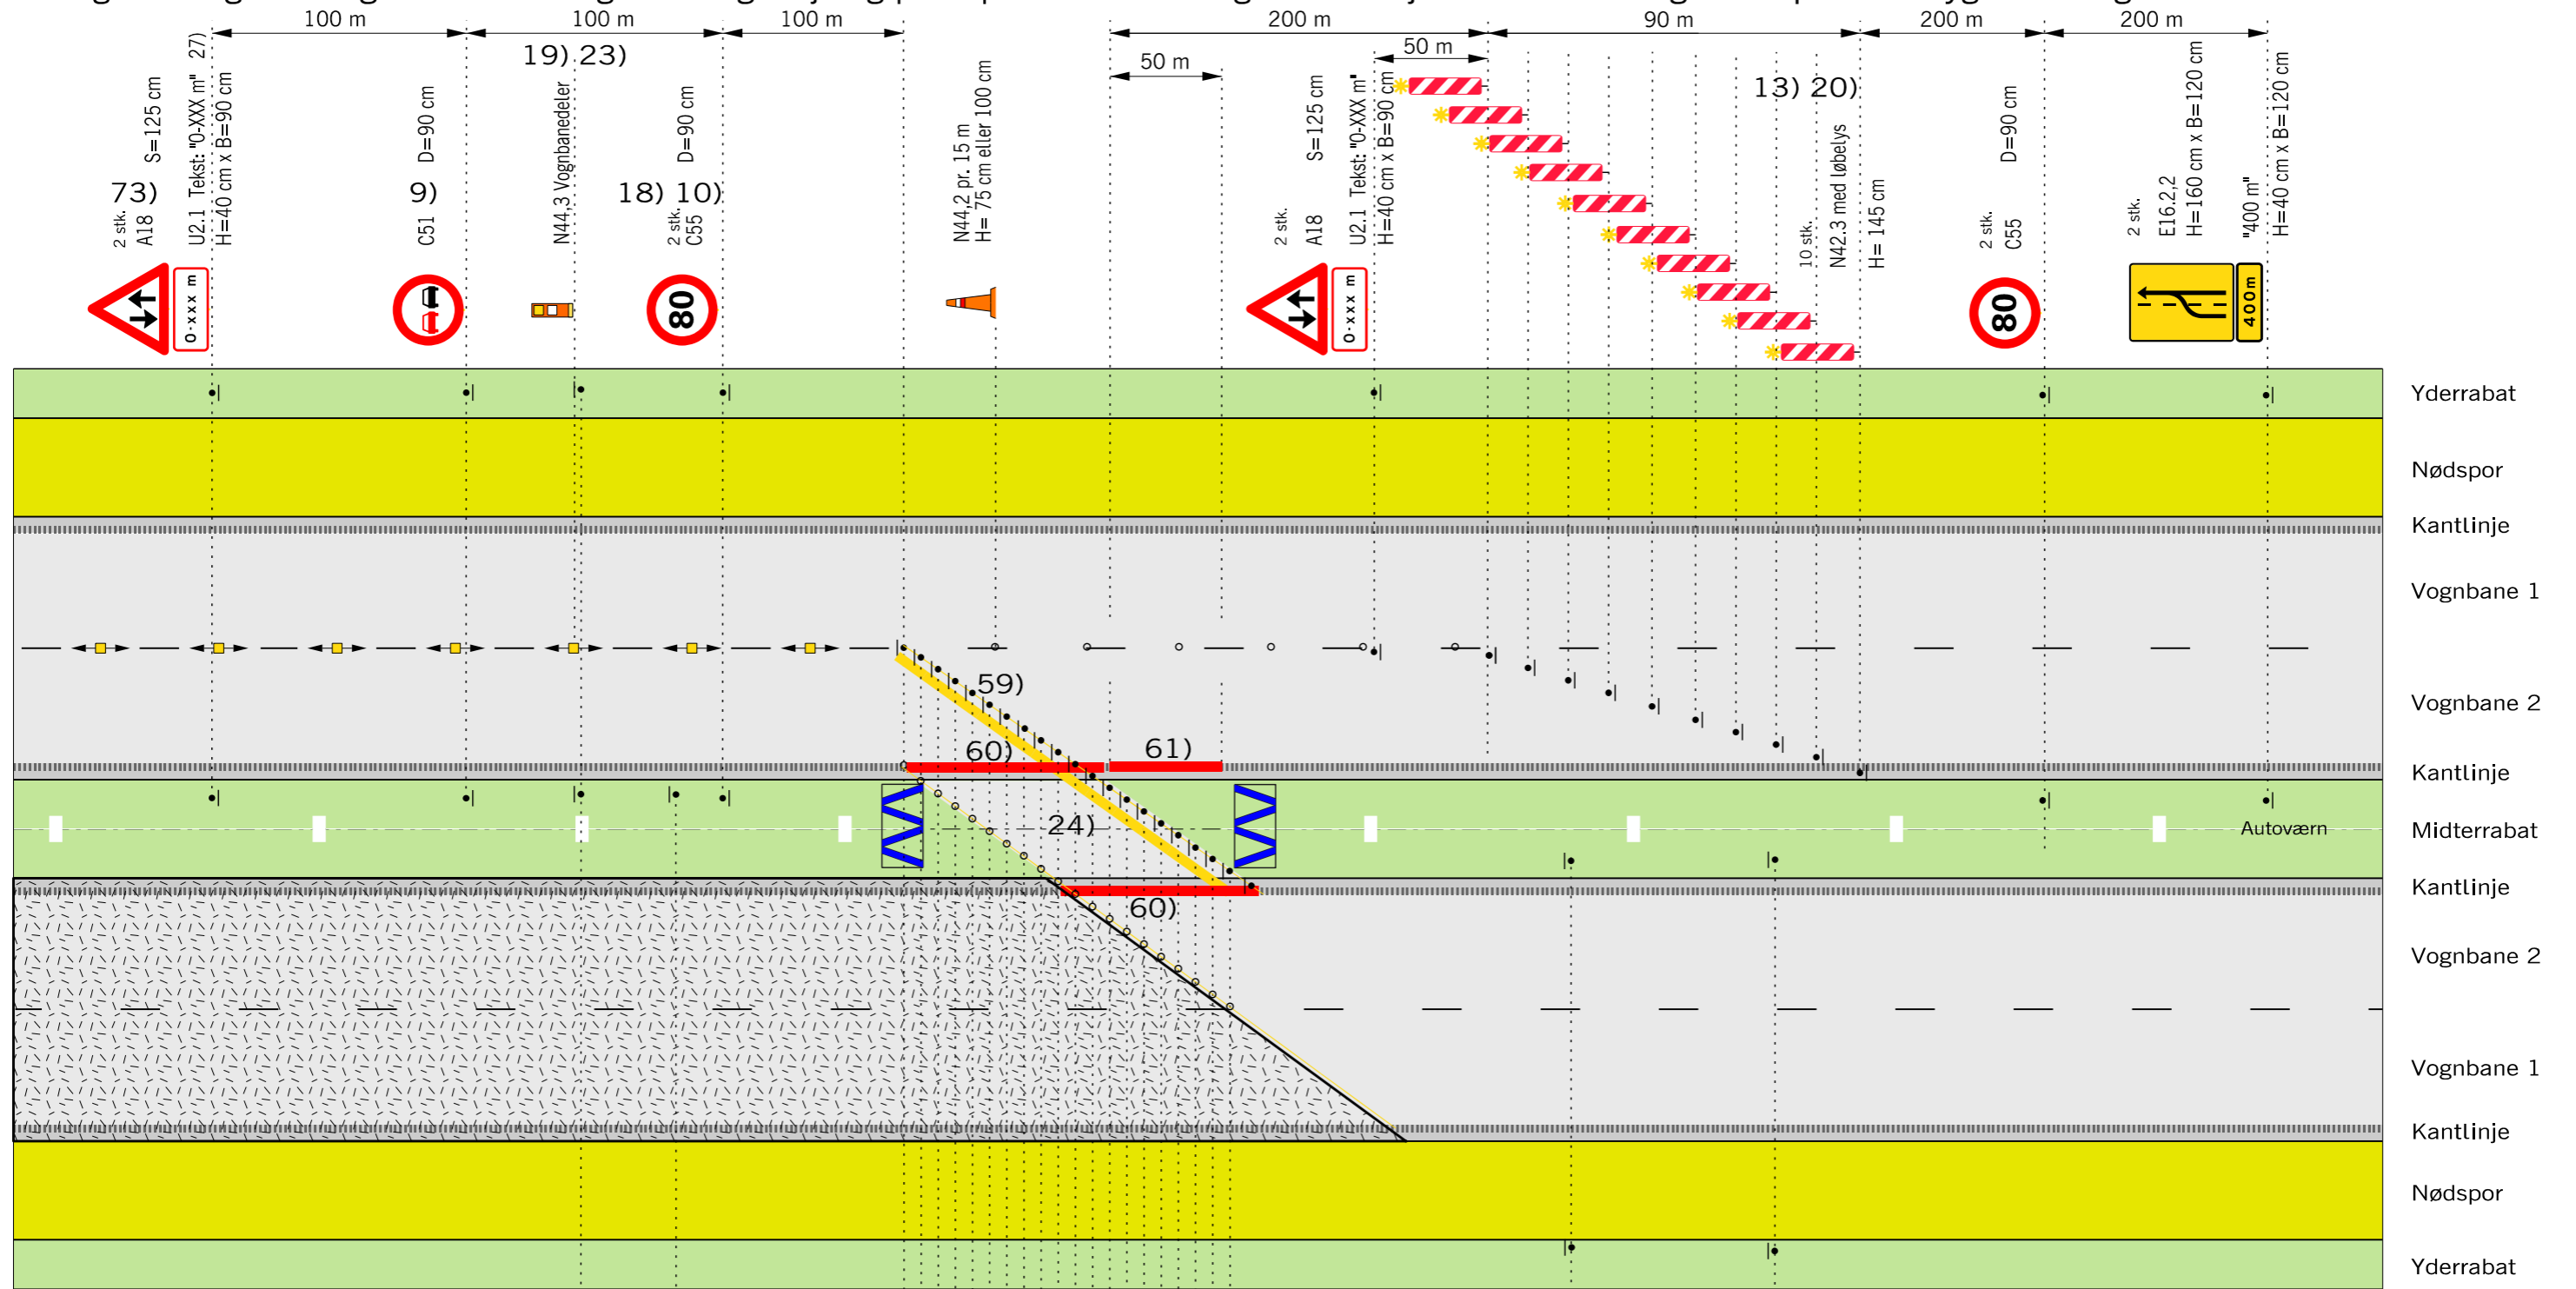 100 m
100 m
100 m
200 m
90 m
200 m
200 m
50 m
50 m
19) 23)
13) 20)
73)
2 stk.
A18
S=125 cm
U2.1 Tekst: "0-XXX m" 27)
H=40 cm x B=90 cm
9)
C51
D=90 cm
N44,3 Vognbanedeler
18) 10)
2 stk.
C55
D=90 cm
N44,2 pr. 15 m
H= 75 cm eller 100 cm
2 stk.
A18
S=125 cm
U2.1 Tekst: "0-XXX m"
H=40 cm x B=90 cm
10 stk.
N42.3 med løbelys
H= 145 cm
2 stk.
C55
D=90 cm
2 stk.
E16.2,2
H=160 cm x B=120 cm
"400 m"
H=40 cm x B=120 cm
0-xxx m
80
0-xxx m
80
400m
Yderrabat
Nødspor
Kantlinje
Vognbane 1
59)
Vognbane 2
60)
61)
Kantlinje
24)
Autoværn
Midterrabat
Kantlinje
60)
Vognbane 2
Vognbane 1
Kantlinje
Nødspor
Yderrabat